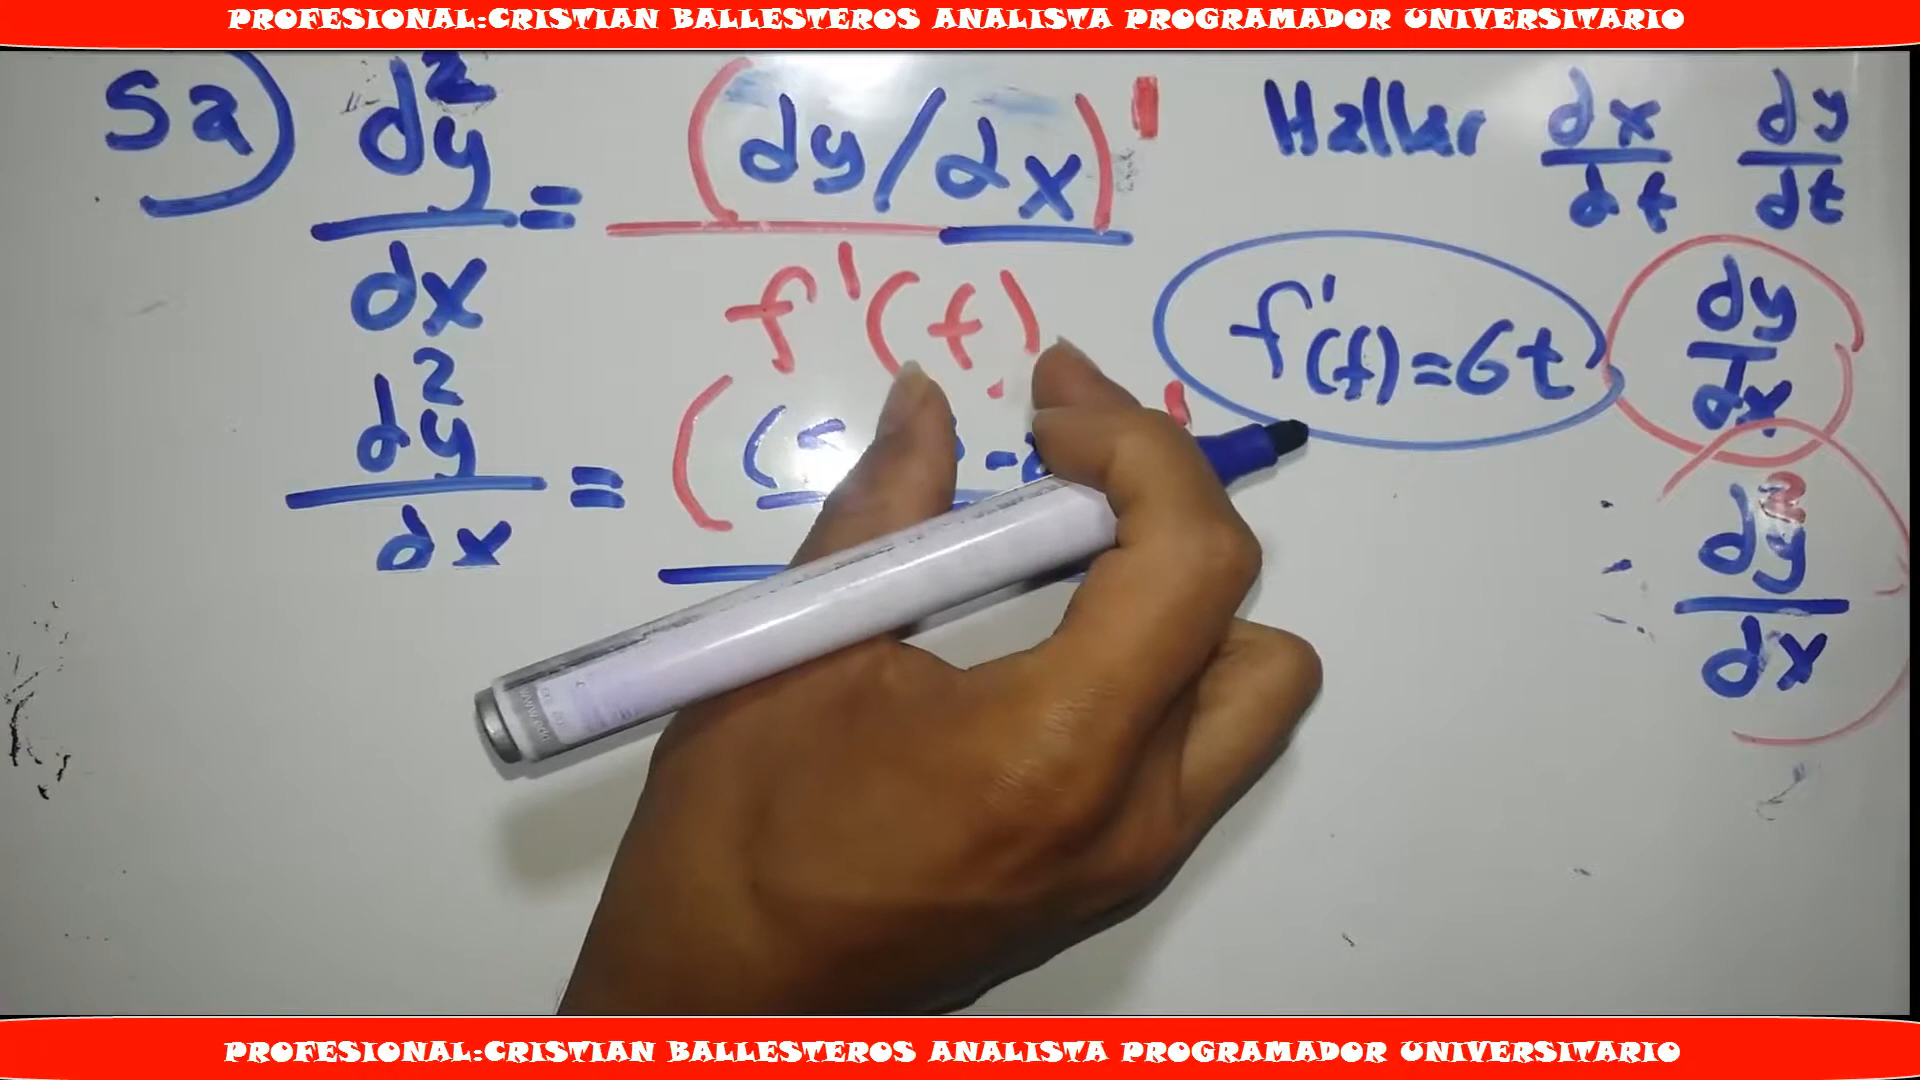 PROFESIONAL:CRISTIAN BALLESTEROS ANALISTA PROGRAMADOR UNIVERSITARIO
5a) d²y/dx = (dy/dx)' / f'(f)
Hallar dx/dt dy/dt
f'(f)=6t
dy/dx
d²y/dx = ((
d²y/dx
PROFESIONAL:CRISTIAN BALLESTEROS ANALISTA PROGRAMADOR UNIVERSITARIO